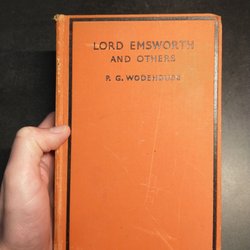 LORD EMSWORTH
AND OTHERS
P. G. WODEHOUSE